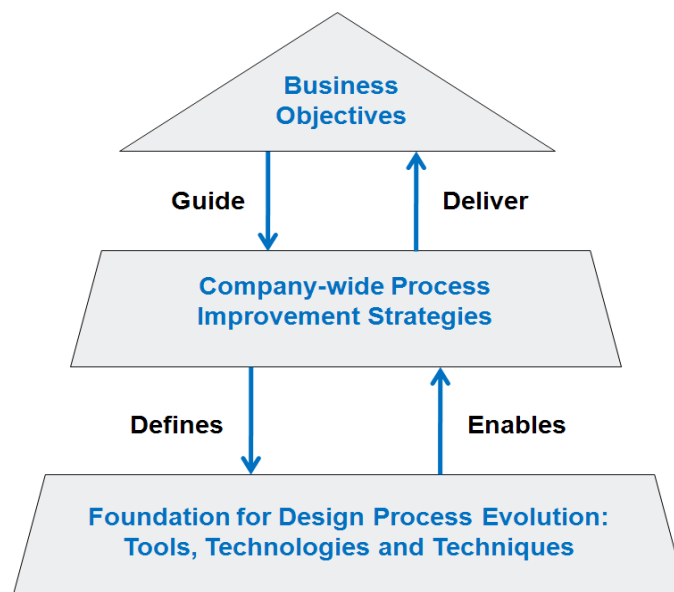 Business
Objectives
Guide
Deliver
Company-wide Process
Improvement Strategies
Defines
Enables
Foundation for Design Process Evolution:
Tools, Technologies and Techniques